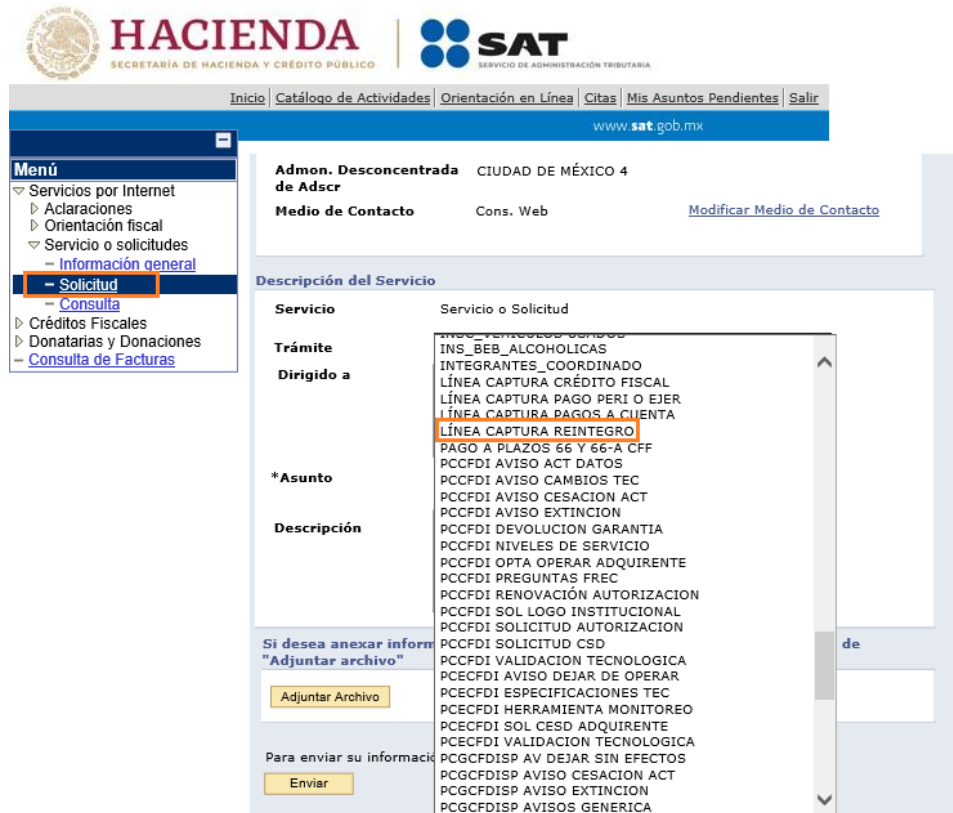 HACIENDA
SECRETARÍA DE HACIENDA Y CRÉDITO PÚBLICO
SAT
SERVICIO DE ADMINISTRACIÓN TRIBUTARIA
Inicio Catálogo de Actividades Orientación en Línea Citas Mis Asuntos Pendientes Salir
www.sat.gob.mx
Menú
Servicios por Internet
Aclaraciones
Orientación fiscal
Servicio o solicitudes
Información general
Solicitud
Consulta
Créditos Fiscales
Donatarias y Donaciones
Consulta de Facturas
Admon. Desconcentrada de Adscr CIUDAD DE MÉXICO 4
Medio de Contacto Cons. Web Modificar Medio de Contacto
Descripción del Servicio
Servicio Servicio o Solicitud
Trámite
Dirigido a
*Asunto
Descripción
INSC_VEHICULOS USADOS
INS_BEB_ALCOHOLICAS
INTEGRANTES_COORDINADO
LÍNEA CAPTURA CRÉDITO FISCAL
LÍNEA CAPTURA PAGO PERI O EJER
LÍNEA CAPTURA PAGOS A CUENTA
LÍNEA CAPTURA REINTEGRO
PAGO A PLAZOS 66 Y 66-A CFF
PCCFDI AVISO ACT DATOS
PCCFDI AVISO CAMBIOS TEC
PCCFDI AVISO CESACION ACT
PCCFDI AVISO EXTINCION
PCCFDI DEVOLUCION GARANTIA
PCCFDI NIVELES DE SERVICIO
PCCFDI OPTA OPERAR ADQUIRENTE
PCCFDI PREGUNTAS FREC
PCCFDI RENOVACIÓN AUTORIZACION
PCCFDI SOL LOGO INSTITUCIONAL
PCCFDI SOLICITUD AUTORIZACION
PCCFDI SOLICITUD CSD
PCCFDI VALIDACION TECNOLOGICA
PCECFDI AVISO DEJAR DE OPERAR
PCECFDI ESPECIFICACIONES TEC
PCECFDI HERRAMIENTA MONITOREO
PCECFDI SOL CESD ADQUIRENTE
PCECFDI VALIDACION TECNOLOGICA
PCGCFDISP AV DEJAR SIN EFECTOS
PCGCFDISP AVISO CESACION ACT
PCGCFDISP AVISO EXTINCION
PCGCFDISP AVISOS GENERICA
Si desea anexar inform de
"Adjuntar archivo"
Adjuntar Archivo
Para enviar su informació
Enviar